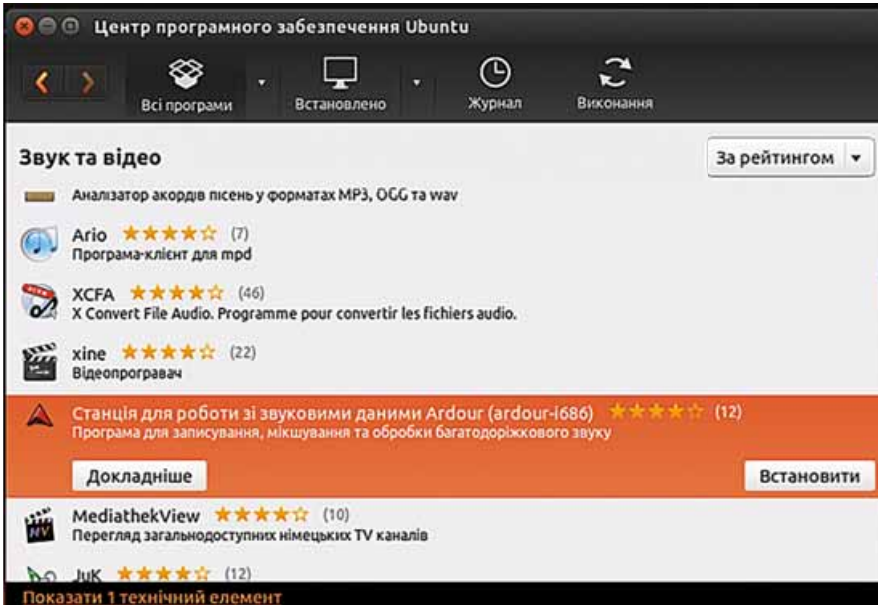 Центр програмного забезпечення Ubuntu
Всі програми
Встановлено
Журнал
Виконання
Звук та відео
За рейтингом
Аналізатор акордів пісень у форматах MP3, OGG та wav
Ario (7)
Програма-клієнт для mpd
XCFA (46)
X Convert File Audio. Programme pour convertir les fichiers audio.
xine (22)
Відеопрогравач
Станція для роботи зі звуковими даними Ardour (ardour-i686) (12)
Програма для записування, мікшування та обробки багатодоріжкового звуку
Докладніше
Встановити
MediathekView (10)
Перегляд загальнодоступних німецьких TV каналів
JuK (12)
Показати 1 технічний елемент